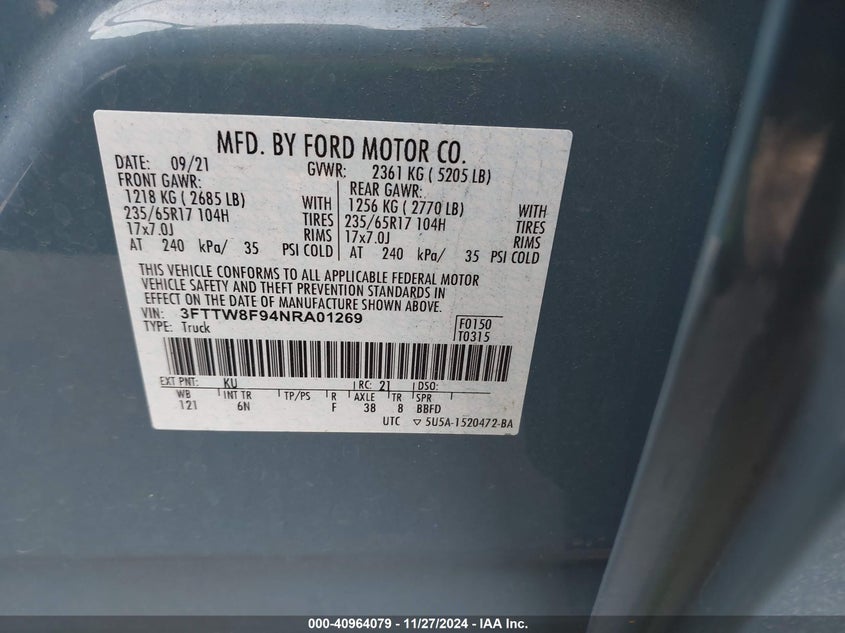 MFD. BY FORD MOTOR CO.
DATE: 09/21 GVWR: 2361 KG ( 5205 LB)
FRONT GAWR: REAR GAWR:
1218 KG ( 2685 LB) WITH 1256 KG ( 2770 LB) WITH
235/65R17 104H TIRES 235/65R17 104H TIRES
17x7.0J RIMS 17x7.0J RIMS
AT 240 kPa/ 35 PSI COLD AT 240 kPa/ 35 PSI COLD
THIS VEHICLE CONFORMS TO ALL APPLICABLE FEDERAL MOTOR
VEHICLE SAFETY AND THEFT PREVENTION STANDARDS IN
EFFECT ON THE DATE OF MANUFACTURE SHOWN ABOVE.
VIN: 3FTTW8F94NRA01269 F0150
TYPE: Truck T0315
EXT PNT: KU RC: 21 DSO:
WB INT TR TP/PS R AXLE TR SPR
121 6N F 38 8 BBFD
UTC ▽ 5U5A-1520472-BA
000-40964079 - 11/27/2024 - IAA Inc.